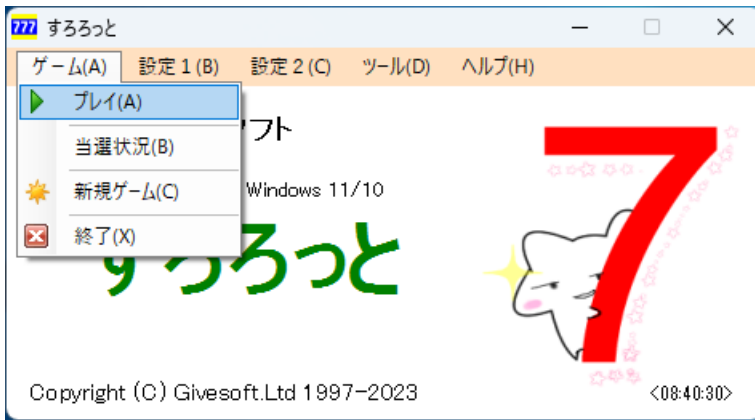 777 すろろっと
ゲーム(A) 設定1(B) 設定2(C) ツール(D) ヘルプ(H)
プレイ(A)
フト
当選状況(B)
新規ゲーム(C) Windows 11/10
終了(X)
すろろっと
7
Copyright (C) Givesoft.Ltd 1997-2023 <08:40:30>